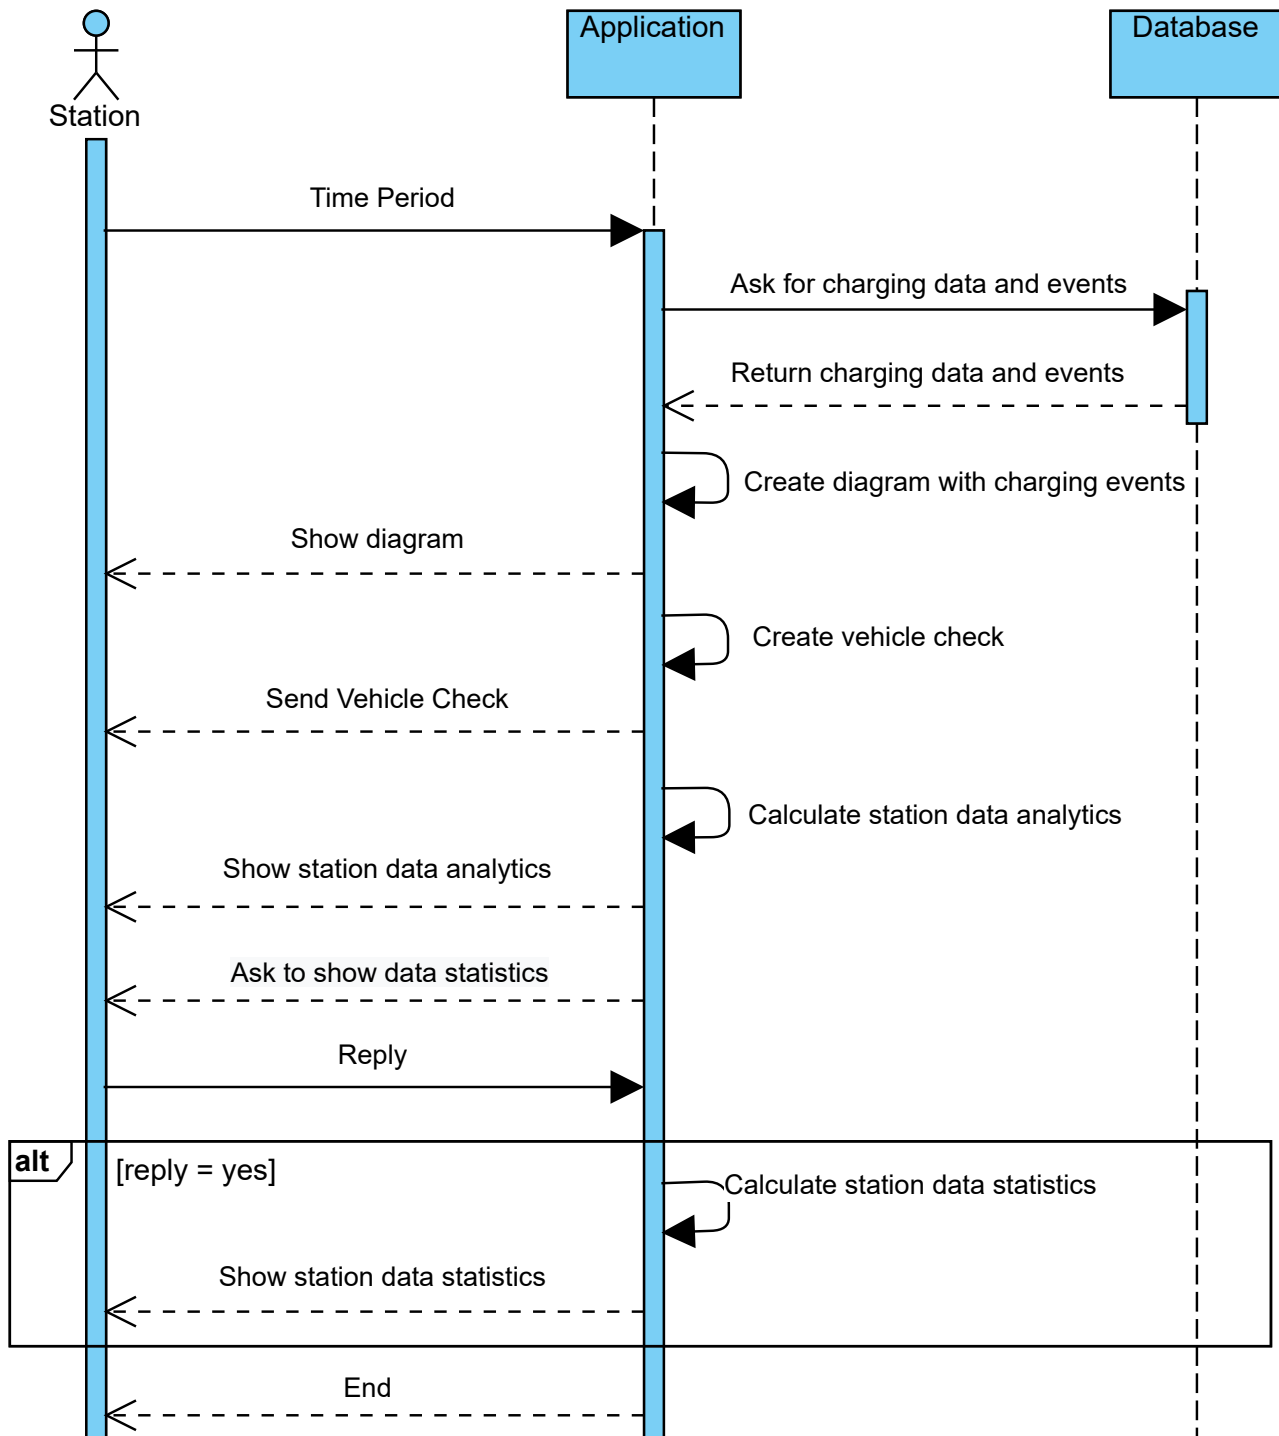 Application
Database
Station
Time Period
Ask for charging data and events
Return charging data and events
Create diagram with charging events
Show diagram
Create vehicle check
Send Vehicle Check
Calculate station data analytics
Show station data analytics
Ask to show data statistics
Reply
alt
[reply = yes]
Calculate station data statistics
Show station data statistics
End